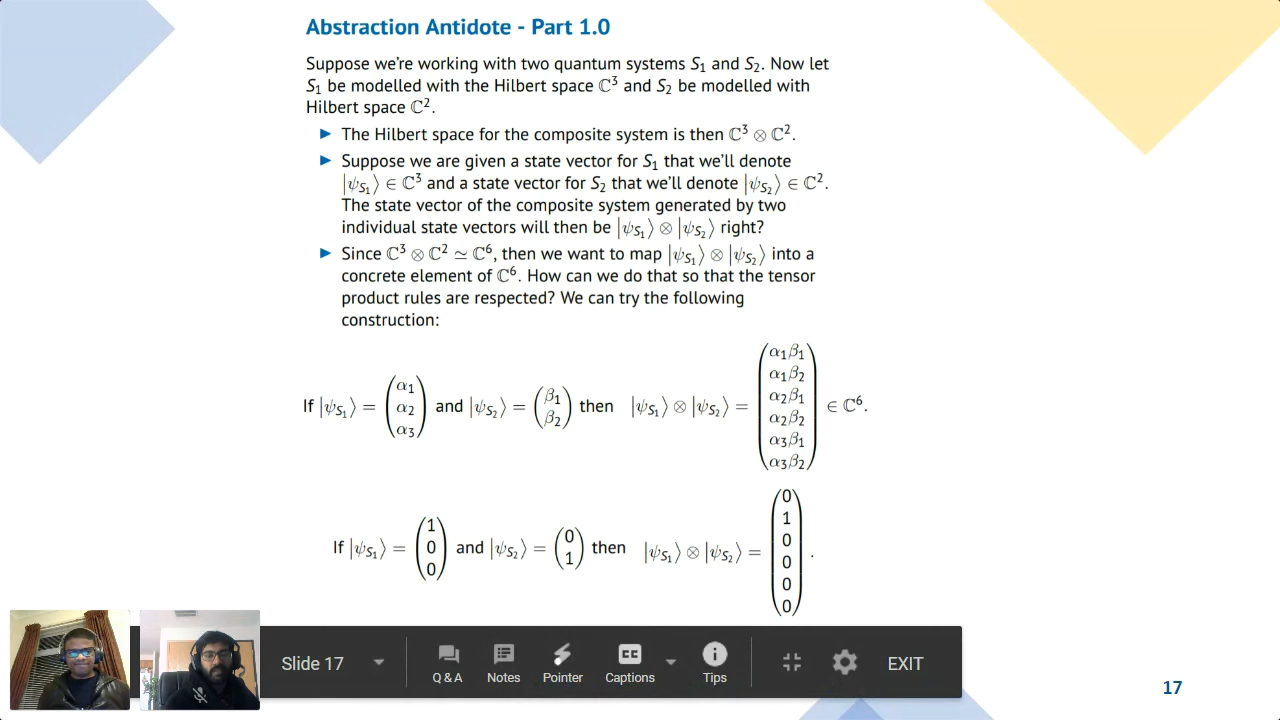 Abstraction Antidote - Part 1.0
Suppose we're working with two quantum systems S₁ and S₂. Now let
S₁ be modelled with the Hilbert space ℂ³ and S₂ be modelled with
Hilbert space ℂ².
▶ The Hilbert space for the composite system is then ℂ³ ⊗ ℂ².
▶ Suppose we are given a state vector for S₁ that we'll denote
|ψ_S₁⟩ ∈ ℂ³ and a state vector for S₂ that we'll denote |ψ_S₂⟩ ∈ ℂ².
The state vector of the composite system generated by two
individual state vectors will then be |ψ_S₁⟩ ⊗ |ψ_S₂⟩ right?
▶ Since ℂ³ ⊗ ℂ² ≃ ℂ⁶, then we want to map |ψ_S₁⟩ ⊗ |ψ_S₂⟩ into a
concrete element of ℂ⁶. How can we do that so that the tensor
product rules are respected? We can try the following
construction:
If |ψ_S₁⟩ = (α₁ α₂ α₃) and |ψ_S₂⟩ = (β₁ β₂) then |ψ_S₁⟩ ⊗ |ψ_S₂⟩ = (α₁β₁ α₁β₂ α₂β₁ α₂β₂ α₃β₁ α₃β₂) ∈ ℂ⁶.
If |ψ_S₁⟩ = (1 0 0) and |ψ_S₂⟩ = (0 1) then |ψ_S₁⟩ ⊗ |ψ_S₂⟩ = (0 1 0 0 0 0) .
Slide 17
Q & A
Notes
Pointer
CC
Captions
Tips
EXIT
17